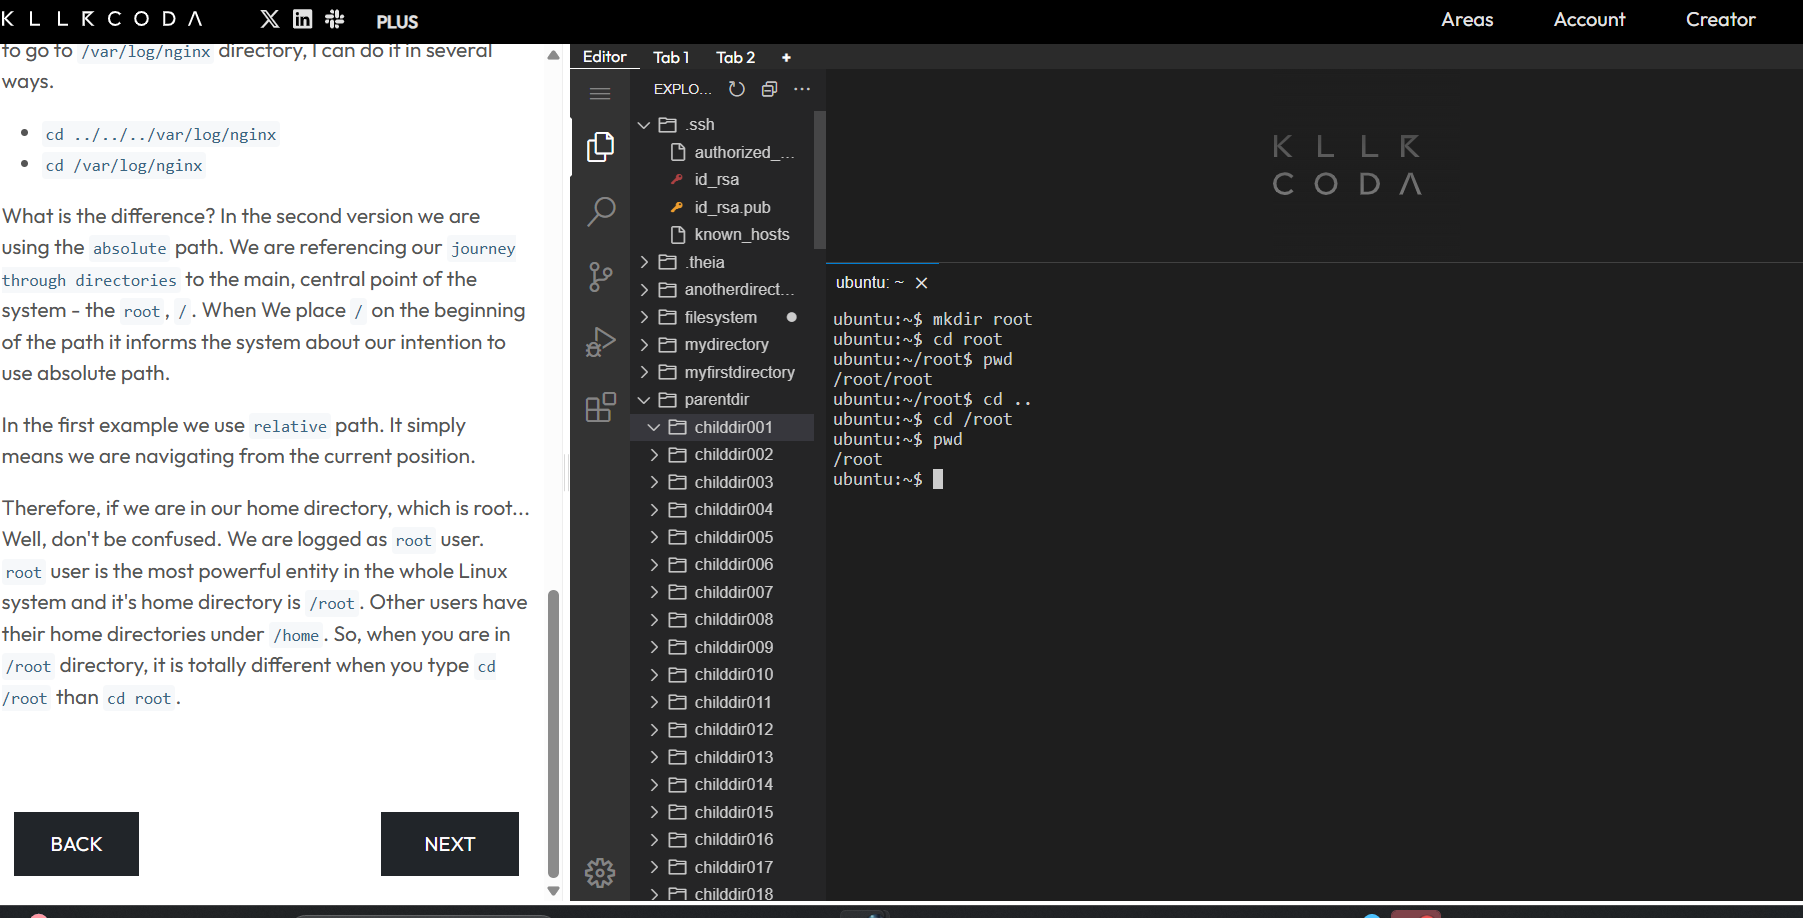 KLLRCODA PLUS Areas Account Creator
to go to /var/log/nginx directory, I can do it in several
ways.
cd ../../../var/log/nginx
cd /var/log/nginx
What is the difference? In the second version we are
using the absolute path. We are referencing our journey
through directories to the main, central point of the
system - the root, /. When We place / on the beginning
of the path it informs the system about our intention to
use absolute path.
In the first example we use relative path. It simply
means we are navigating from the current position.
Therefore, if we are in our home directory, which is root...
Well, don't be confused. We are logged as root user.
root user is the most powerful entity in the whole Linux
system and it's home directory is /root. Other users have
their home directories under /home. So, when you are in
/root directory, it is totally different when you type cd
/root than cd root.
BACK NEXT
Editor Tab 1 Tab 2 +
EXPLO...
.ssh
authorized_...
id_rsa
id_rsa.pub
known_hosts
.theia
anotherdirect...
filesystem
mydirectory
myfirstdirectory
parentdir
childdir001
childdir002
childdir003
childdir004
childdir005
childdir006
childdir007
childdir008
childdir009
childdir010
childdir011
childdir012
childdir013
childdir014
childdir015
childdir016
childdir017
childdir018
KLLR
CODA
ubuntu: ~
ubuntu:~$ mkdir root
ubuntu:~$ cd root
ubuntu:~/root$ pwd
/root/root
ubuntu:~/root$ cd ..
ubuntu:~$ cd /root
ubuntu:~$ pwd
/root
ubuntu:~$